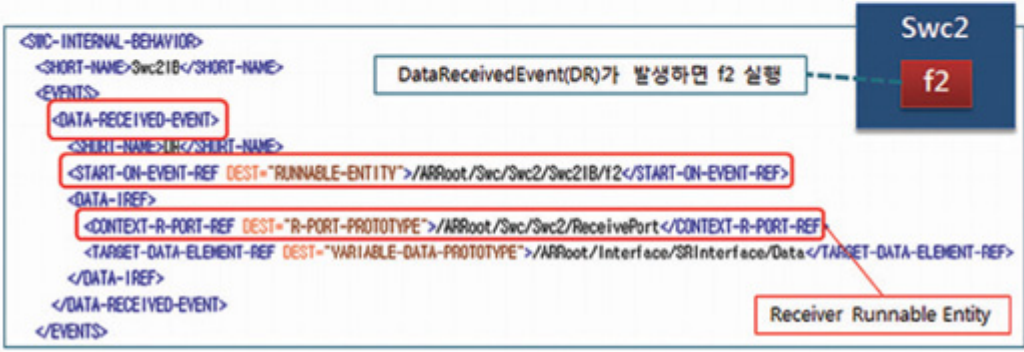 Swc2
f2
<SWC-INTERNAL-BEHAVIOR>
<SHORT-NAME>Swc2IB</SHORT-NAME>
<EVENTS>
DataReceivedEvent(DR)가 발생하면 f2 실행
<DATA-RECEIVED-EVENT>
<SHORT-NAME>DR</SHORT-NAME>
<START-ON-EVENT-REF DEST="RUNNABLE-ENTITY">/ARRoot/Swc/Swc2/Swc2IB/f2</START-ON-EVENT-REF>
<DATA-IREF>
<CONTEXT-R-PORT-REF DEST="R-PORT-PROTOTYPE">/ARRoot/Swc/Swc2/ReceivePort</CONTEXT-R-PORT-REF>
<TARGET-DATA-ELEMENT-REF DEST="VARIABLE-DATA-PROTOTYPE">/ARRoot/Interface/SRInterface/Data</TARGET-DATA-ELEMENT-REF>
</DATA-IREF>
</DATA-RECEIVED-EVENT>
Receiver Runnable Entity
</EVENTS>